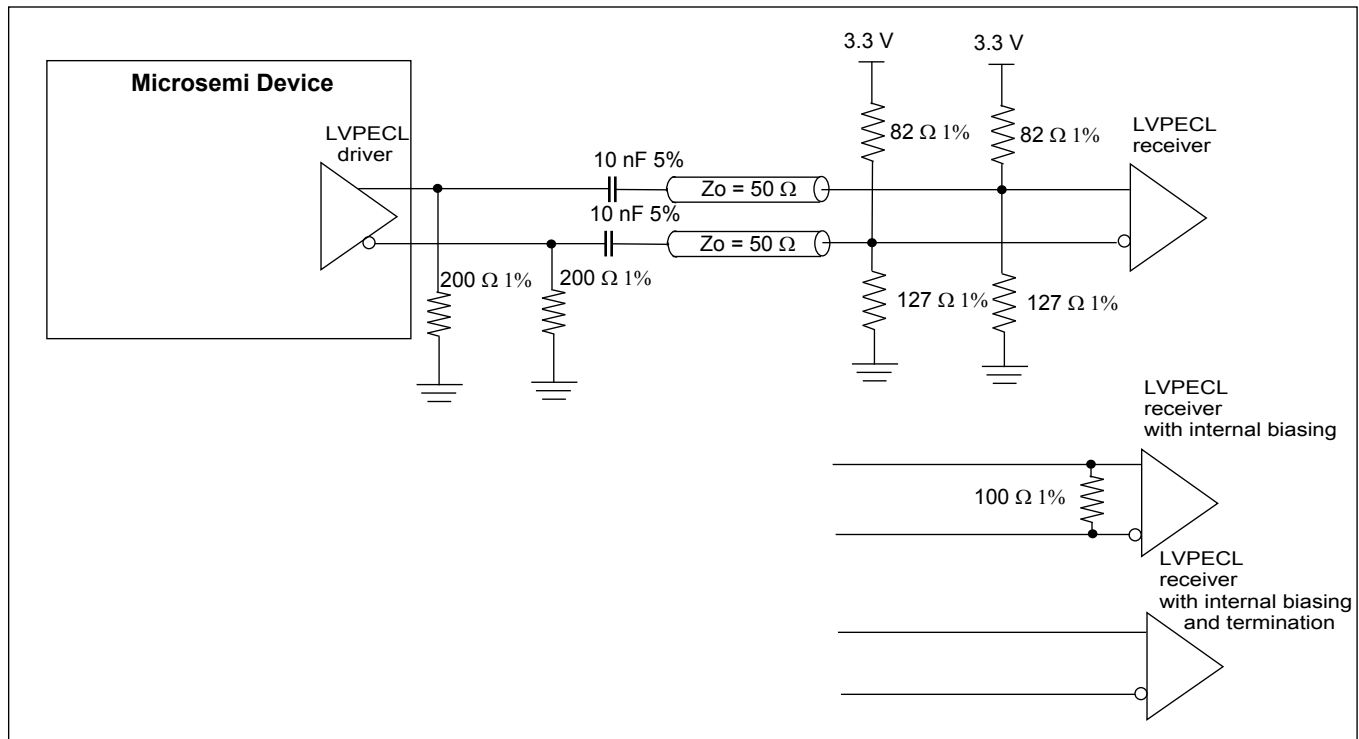 3.3 V
3.3 V
Microsemi Device
LVPECL
driver
82 Ω 1%
82 Ω 1%
LVPECL
receiver
10 nF 5%
Zo = 50 Ω
10 nF 5%
Zo = 50 Ω
200 Ω 1%
200 Ω 1%
127 Ω 1%
127 Ω 1%
LVPECL
receiver
with internal biasing
100 Ω 1%
LVPECL
receiver
with internal biasing
and termination